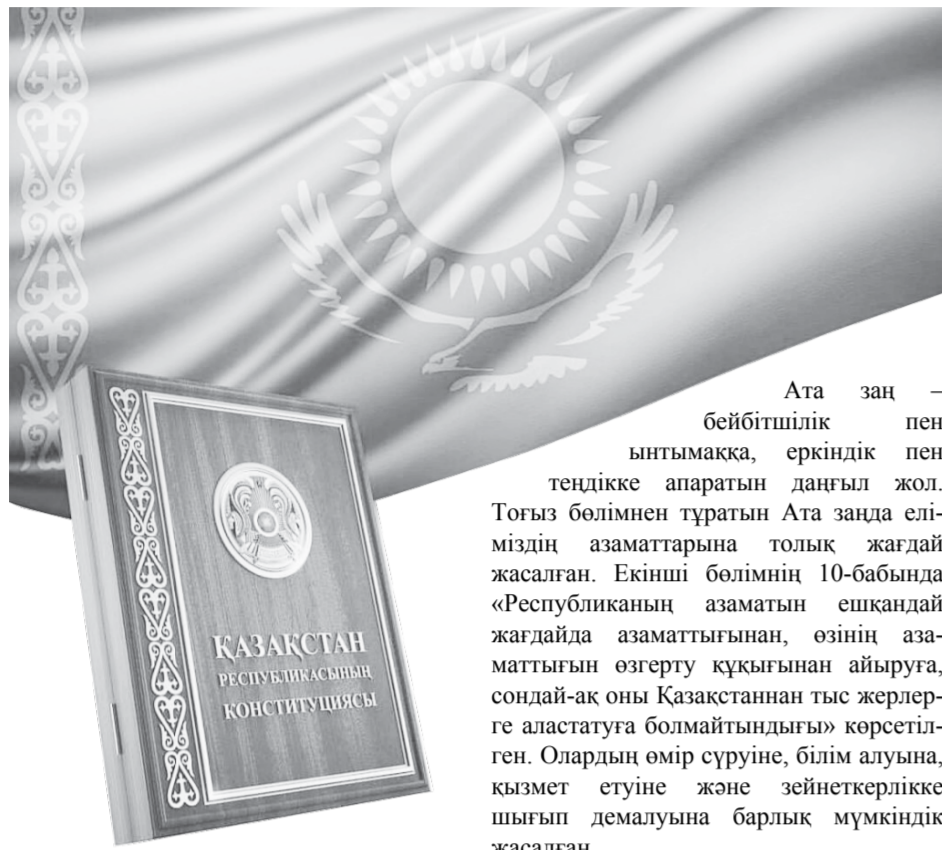 ҚАЗАҚСТАН
РЕСПУБЛИКАСЫНЫҢ
КОНСТИТУЦИЯСЫ
Ата заң –
бейбітшілік пен
ынтымаққа, еркіндік пен
теңдікке апаратын даңғыл жол.
Тоғыз бөлімнен тұратын Ата заңда елі-
міздің азаматтарына толық жағдай
жасалған. Екінші бөлімнің 10-бабында
«Республиканың азаматын ешқандай
жағдайда азаматтығынан, өзінің аза-
маттығын өзгерту құқығынан айыруға,
сондай-ақ оны Қазақстаннан тыс жерлер-
ге аластатуға болмайтындығы» көрсетіл-
ген. Олардың өмір сүруіне, білім алуына,
қызмет етуіне және зейнеткерлікке
шығып демалуына барлық мүмкіндік
жасалған